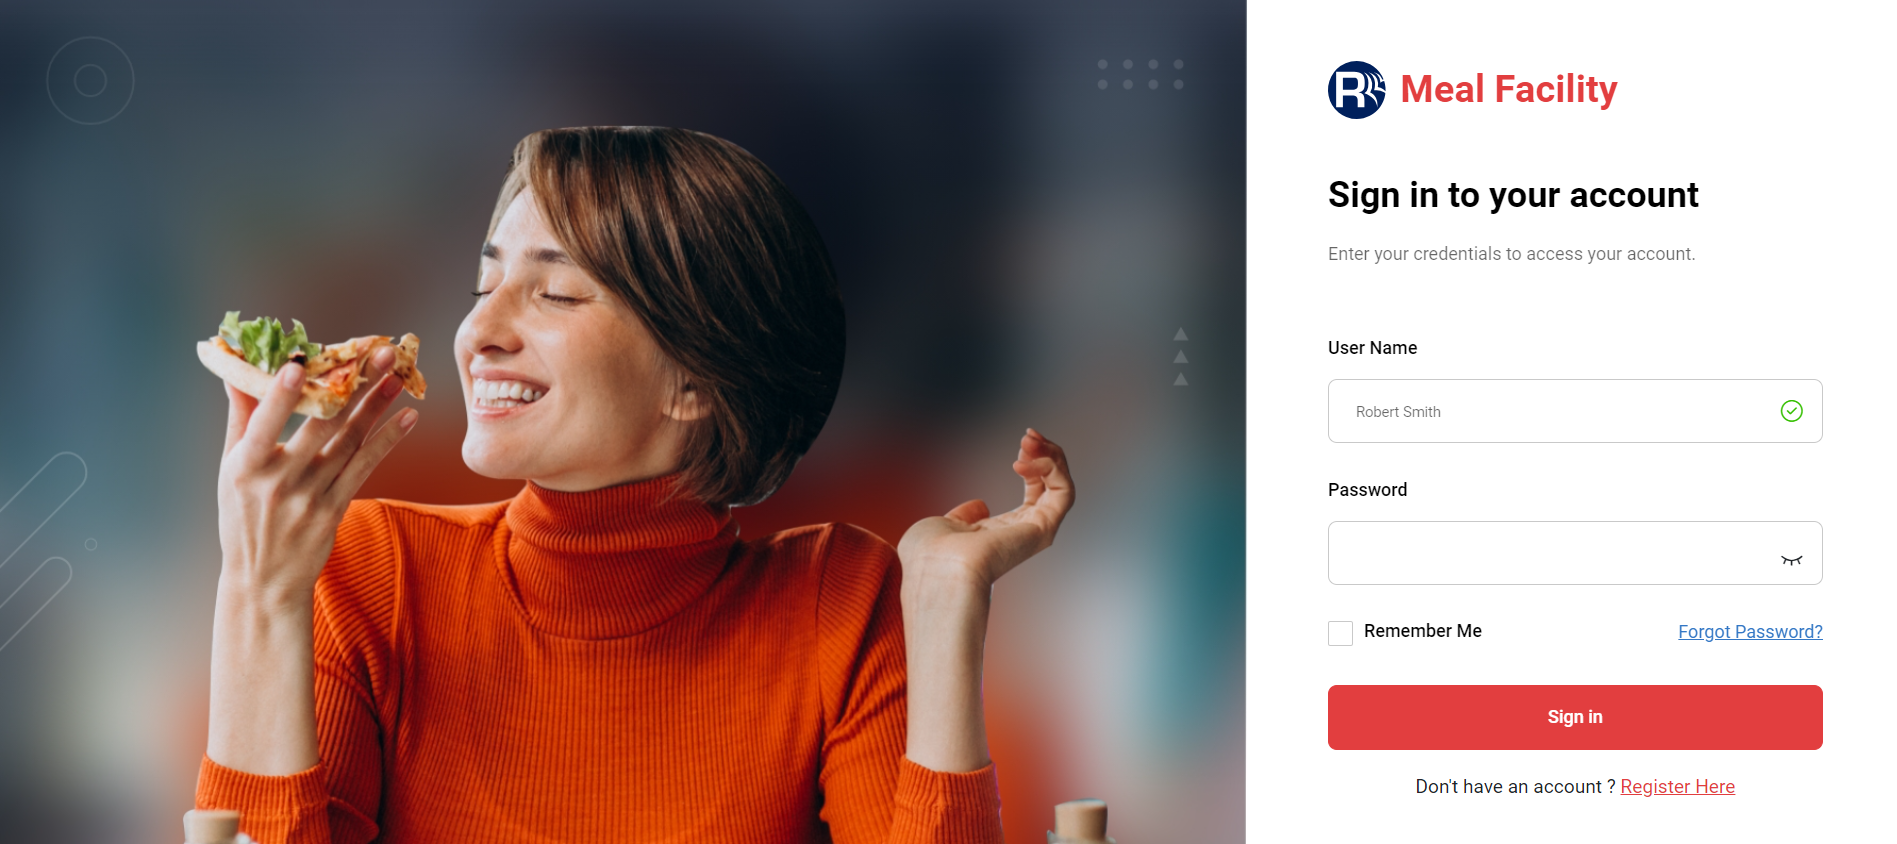 R
Meal Facility
Sign in to your account
Enter your credentials to access your account.
User Name
Robert Smith
Password
Remember Me
Forgot Password?
Sign in
Don't have an account ? Register Here